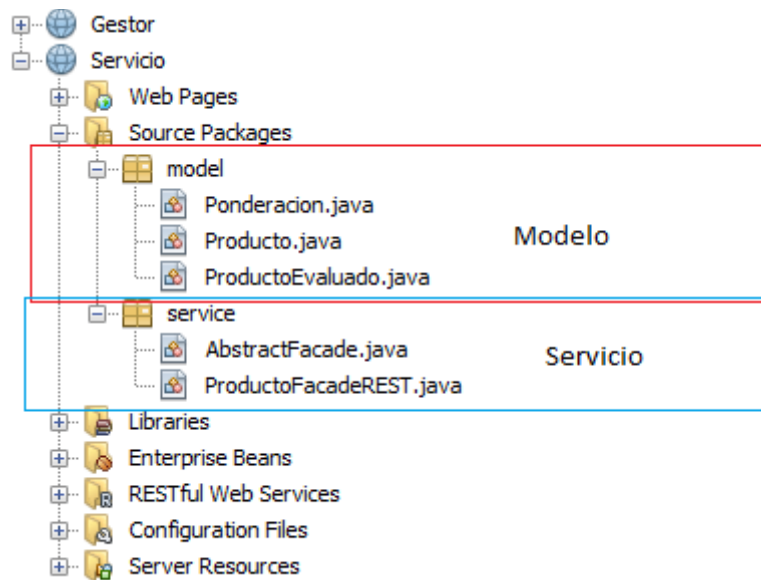 Gestor
Servicio
Web Pages
Source Packages
model
Ponderacion.java
Producto.java
Modelo
ProductoEvaluado.java
service
AbstractFacade.java
Servicio
ProductoFacadeREST.java
Libraries
Enterprise Beans
RESTful Web Services
Configuration Files
Server Resources